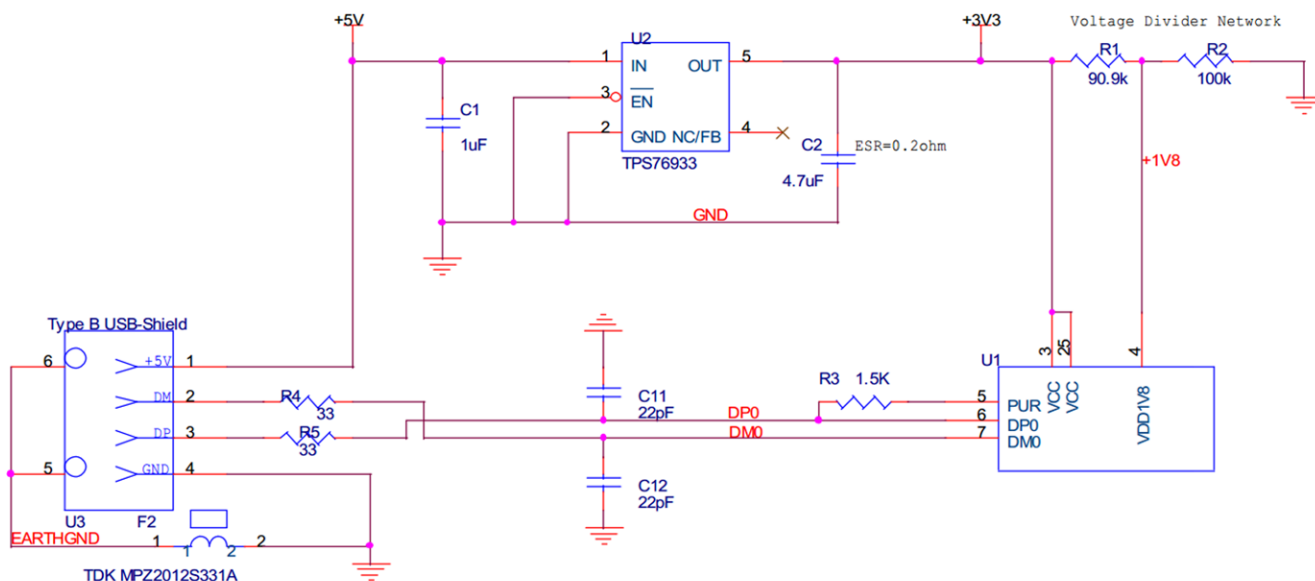 +5V
+3V3
Voltage Divider Network
U2
1
IN
OUT
5
R1
90.9k
R2
100k
3
EN
C1
1uF
2
GND
NC/FB
4
TPS76933
C2
ESR=0.2ohm
4.7uF
+1V8
GND
Type B USB-Shield
6
+5V
1
DM
2
R4
33
DP
3
R5
33
5
GND
4
U3
F2
EARTHGND
1
1
2
2
TDK MPZ2012S331A
C11
22pF
DP0
DM0
C12
22pF
R3
1.5K
U1
3
25
4
VCC
VCC
VDD1V8
5
PUR
6
DP0
7
DM0